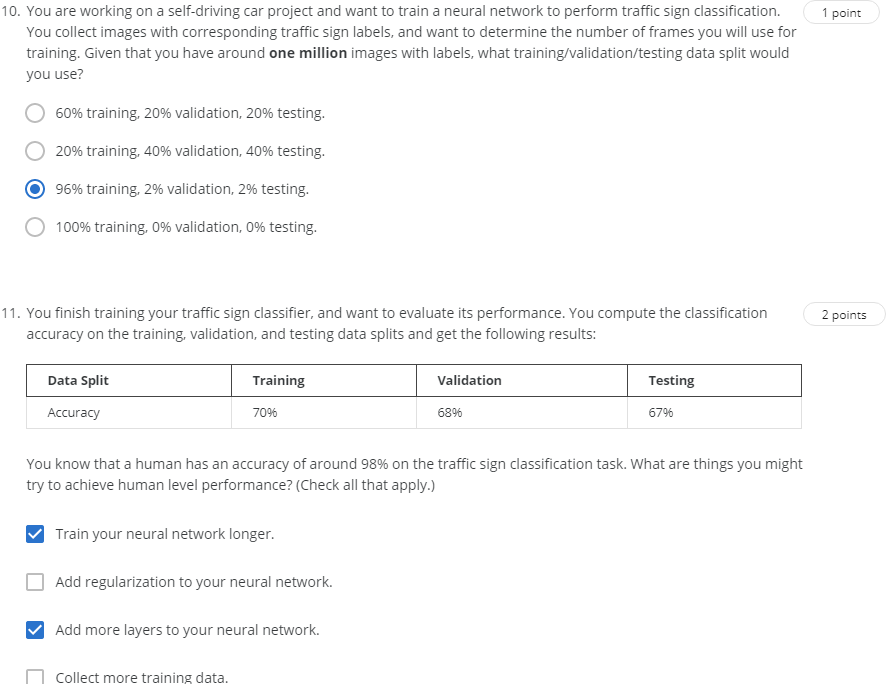 10. You are working on a self-driving car project and want to train a neural network to perform traffic sign classification.
1 point
You collect images with corresponding traffic sign labels, and want to determine the number of frames you will use for
training. Given that you have around one million images with labels, what training/validation/testing data split would
you use?
60% training, 20% validation, 20% testing.
20% training, 40% validation, 40% testing.
96% training, 2% validation, 2% testing.
100% training, 0% validation, 0% testing.
11. You finish training your traffic sign classifier, and want to evaluate its performance. You compute the classification
2 points
accuracy on the training, validation, and testing data splits and get the following results:
Data Split Training Validation Testing
Accuracy 70% 68% 67%
You know that a human has an accuracy of around 98% on the traffic sign classification task. What are things you might
try to achieve human level performance? (Check all that apply.)
Train your neural network longer.
Add regularization to your neural network.
Add more layers to your neural network.
Collect more training data.